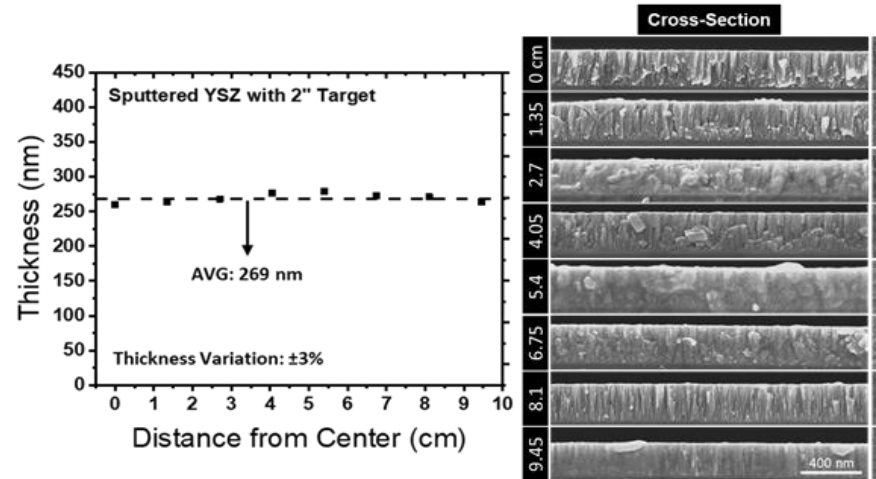 Cross-Section
450
400
350
300
250
200
150
100
50
0
Thickness (nm)
Sputtered YSZ with 2" Target
AVG: 269 nm
Thickness Variation: ±3%
0 1 2 3 4 5 6 7 8 9 10
Distance from Center (cm)
0 cm
1.35
2.7
4.05
5.4
6.75
8.1
9.45
400 nm